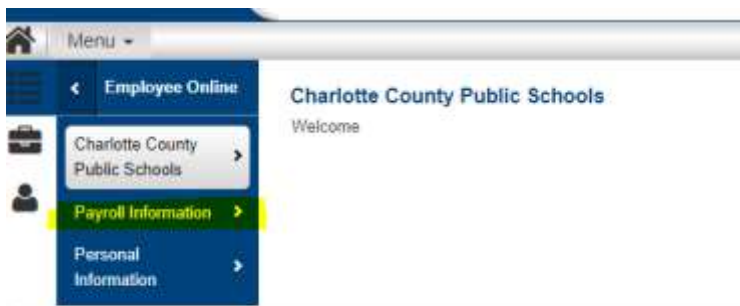 Menu
Employee Online
Charlotte County Public Schools
Welcome
Charlotte County
Public Schools
Payroll Information
Personal
Information